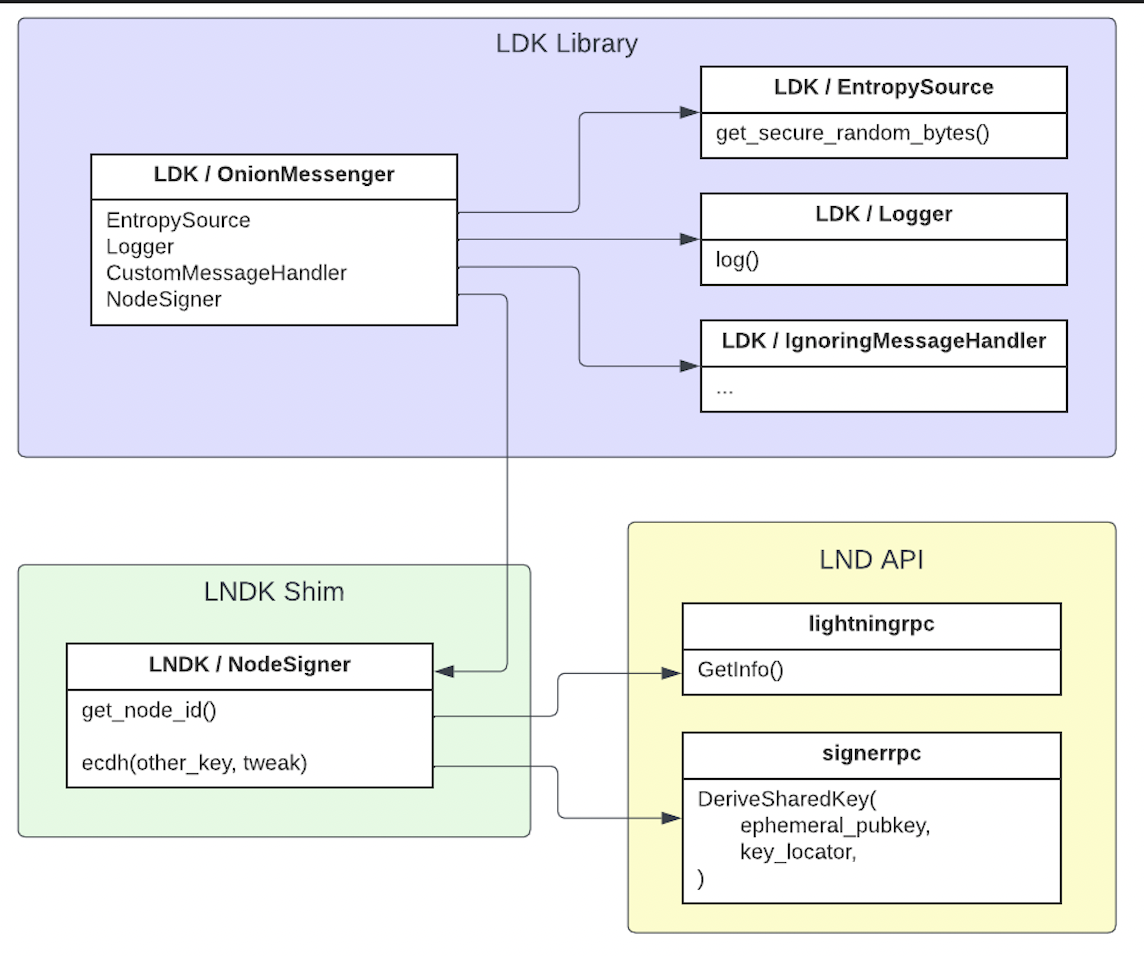 LDK Library
LDK / OnionMessenger
EntropySource
Logger
CustomMessageHandler
NodeSigner
LDK / EntropySource
get_secure_random_bytes()
LDK / Logger
log()
LDK / IgnoringMessageHandler
...
LNDK Shim
LNDK / NodeSigner
get_node_id()
ecdh(other_key, tweak)
LND API
lightningrpc
GetInfo()
signerrpc
DeriveSharedKey(
ephemeral_pubkey,
key_locator,
)